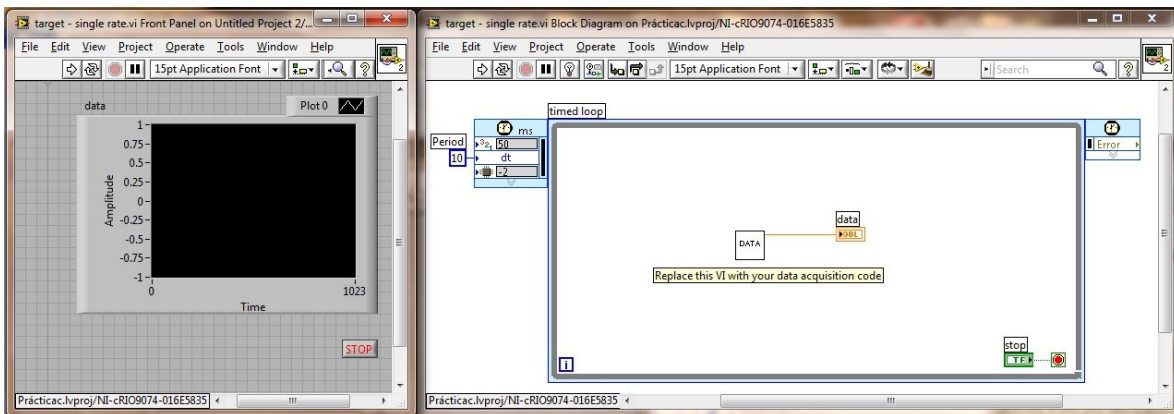 target - single rate.vi Front Panel on Untitled Project 2/...
File Edit View Project Operate Tools Window Help
15pt Application Font
2
data
Plot 0
1
0.75
0.5
0.25
0
-0.25
-0.5
-0.75
-1
Amplitude
0
1023
Time
STOP
Prácticac.lvproj/NI-cRIO9074-016E5835
target - single rate.vi Block Diagram on Prácticac.lvproj/NI-cRIO9074-016E5835
File Edit View Project Operate Tools Window Help
15pt Application Font
Search
2
timed loop
ms
Period
50
10
dt
-2
Error
data
DBL
DATA
Replace this VI with your data acquisition code
stop
TF
i
Prácticac.lvproj/NI-cRIO9074-016E5835